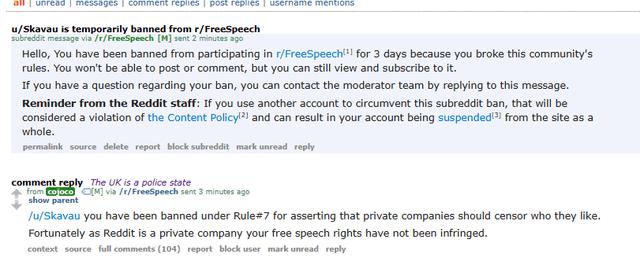 all | unread | messages | comment replies | post replies | username mentions
u/Skavau is temporarily banned from r/FreeSpeech
subreddit message via /r/FreeSpeech [M] sent 2 minutes ago
Hello, You have been banned from participating in r/FreeSpeech[1] for 3 days because you broke this community's
rules. You won't be able to post or comment, but you can still view and subscribe to it.
If you have a question regarding your ban, you can contact the moderator team by replying to this message.
Reminder from the Reddit staff: If you use another account to circumvent this subreddit ban, that will be
considered a violation of the Content Policy[2] and can result in your account being suspended[3] from the site as a
whole.
permalink source delete report block subreddit mark unread reply
comment reply The UK is a police state
from cojoco [M] via /r/FreeSpeech sent 3 minutes ago
show parent
/u/Skavau you have been banned under Rule#7 for asserting that private companies should censor who they like.
Fortunately as Reddit is a private company your free speech rights have not been infringed.
context source full comments (104) report block user mark unread reply